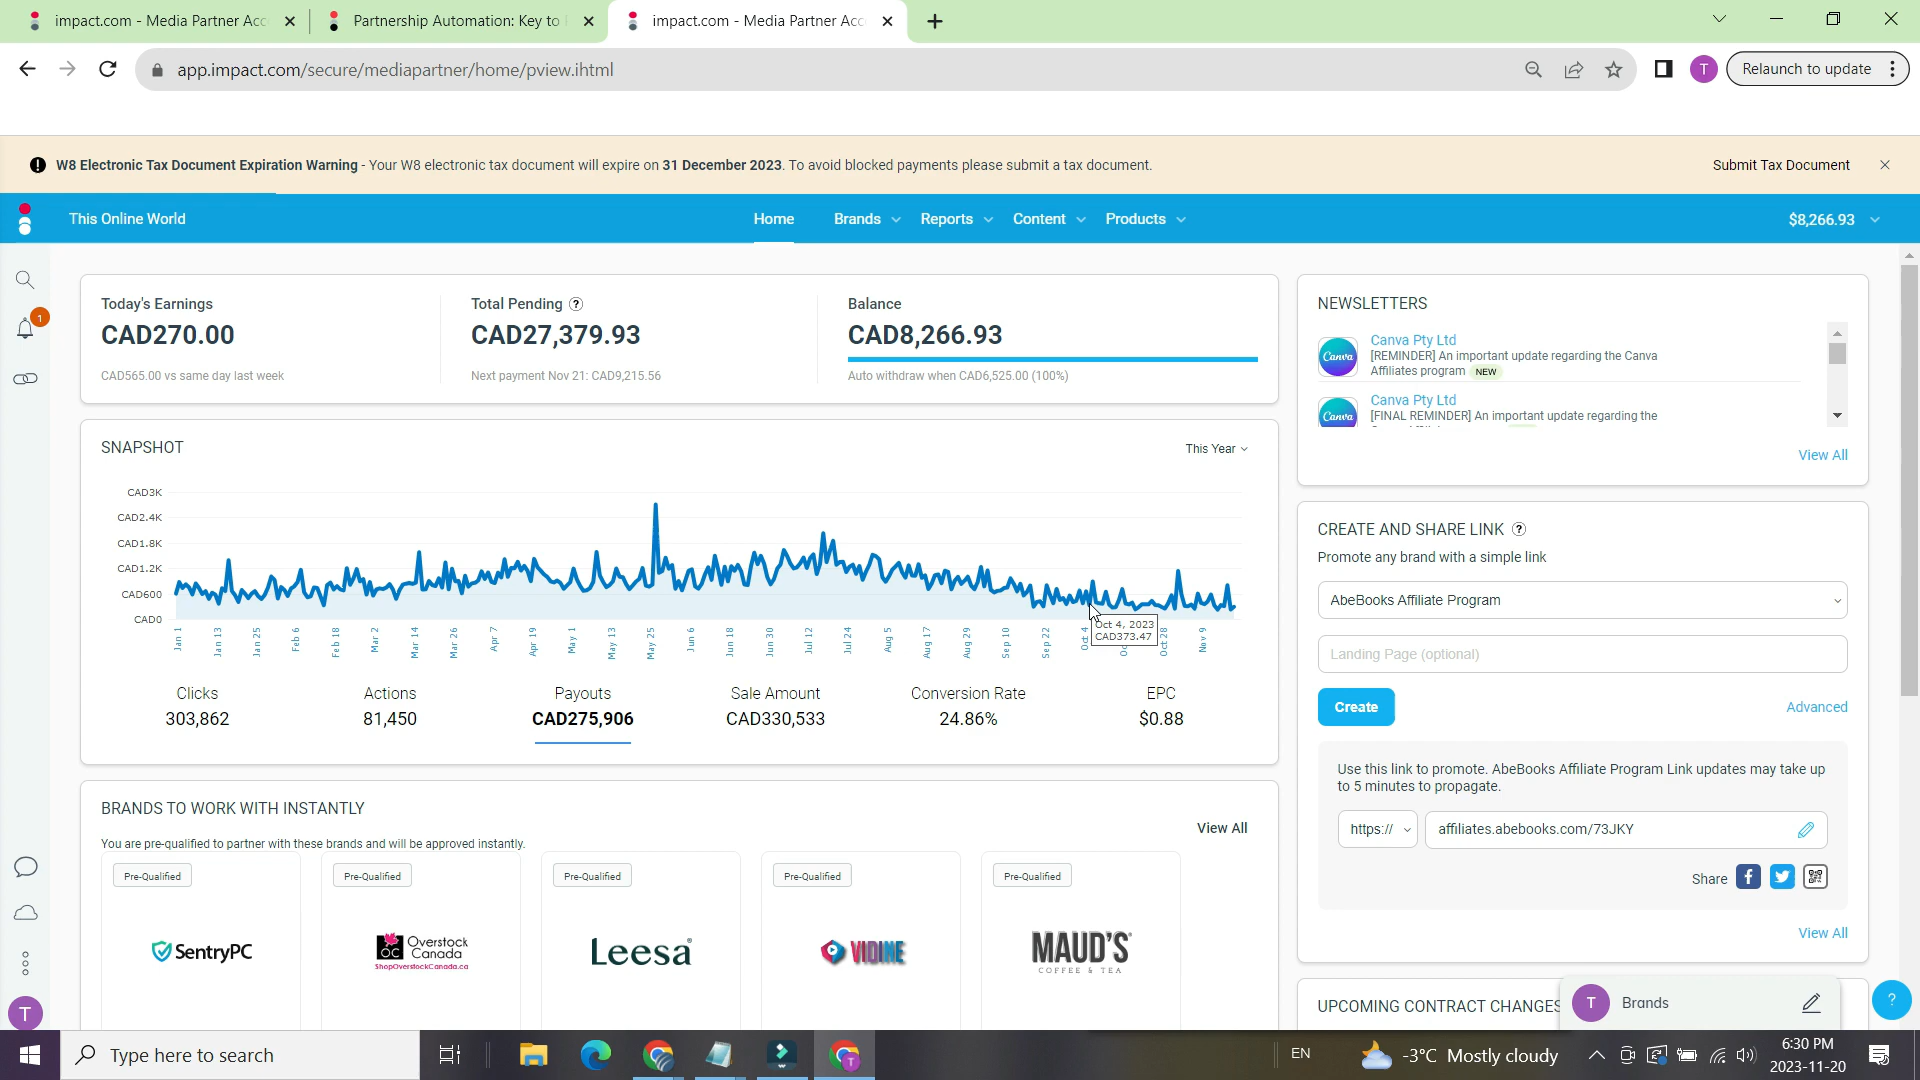 impact.com - Media Partner Acc
Partnership Automation: Key to
impact.com - Media Partner Acc
app.impact.com/secure/mediapartner/home/pview.ihtml
T
Relaunch to update
W8 Electronic Tax Document Expiration Warning - Your W8 electronic tax document will expire on 31 December 2023. To avoid blocked payments please submit a tax document.
Submit Tax Document
This Online World
Home
Brands
Reports
Content
Products
$8,266.93
1
Today's Earnings
CAD270.00
CAD565.00 vs same day last week
Total Pending ?
CAD27,379.93
Next payment Nov 21: CAD9,215.56
Balance
CAD8,266.93
Auto withdraw when CAD6,525.00 (100%)
SNAPSHOT
This Year
CAD3K
CAD2.4K
CAD1.8K
CAD1.2K
CAD600
CAD0
Jan 1
Jan 13
Jan 25
Feb 6
Feb 18
Mar 2
Mar 14
Mar 26
Apr 7
Apr 19
May 1
May 13
May 25
Jun 6
Jun 18
Jun 30
Jul 12
Jul 24
Aug 5
Aug 17
Aug 29
Sep 10
Sep 22
Oct 4
Oct 28
Nov 9
Oct 4, 2023
CAD373.47
Clicks
303,862
Actions
81,450
Payouts
CAD275,906
Sale Amount
CAD330,533
Conversion Rate
24.86%
EPC
$0.88
BRANDS TO WORK WITH INSTANTLY
View All
You are pre-qualified to partner with these brands and will be approved instantly.
Pre-Qualified
SentryPC
Pre-Qualified
OC Overstock Canada
ShopOverstockCanada.ca
Pre-Qualified
Leesa
Pre-Qualified
VIDINE
Pre-Qualified
MAUD'S
COFFEE & TEA
NEWSLETTERS
Canva
Canva Pty Ltd
[REMINDER] An important update regarding the Canva
Affiliates program NEW
Canva
Canva Pty Ltd
[FINAL REMINDER] An important update regarding the
View All
CREATE AND SHARE LINK ?
Promote any brand with a simple link
AbeBooks Affiliate Program
Landing Page (optional)
Create
Advanced
Use this link to promote. AbeBooks Affiliate Program Link updates may take up
to 5 minutes to propagate.
https://
affiliates.abebooks.com/73JKY
Share
View All
UPCOMING CONTRACT CHANGES
T
Brands
?
T
Type here to search
EN
-3°C Mostly cloudy
6:30 PM
2023-11-20